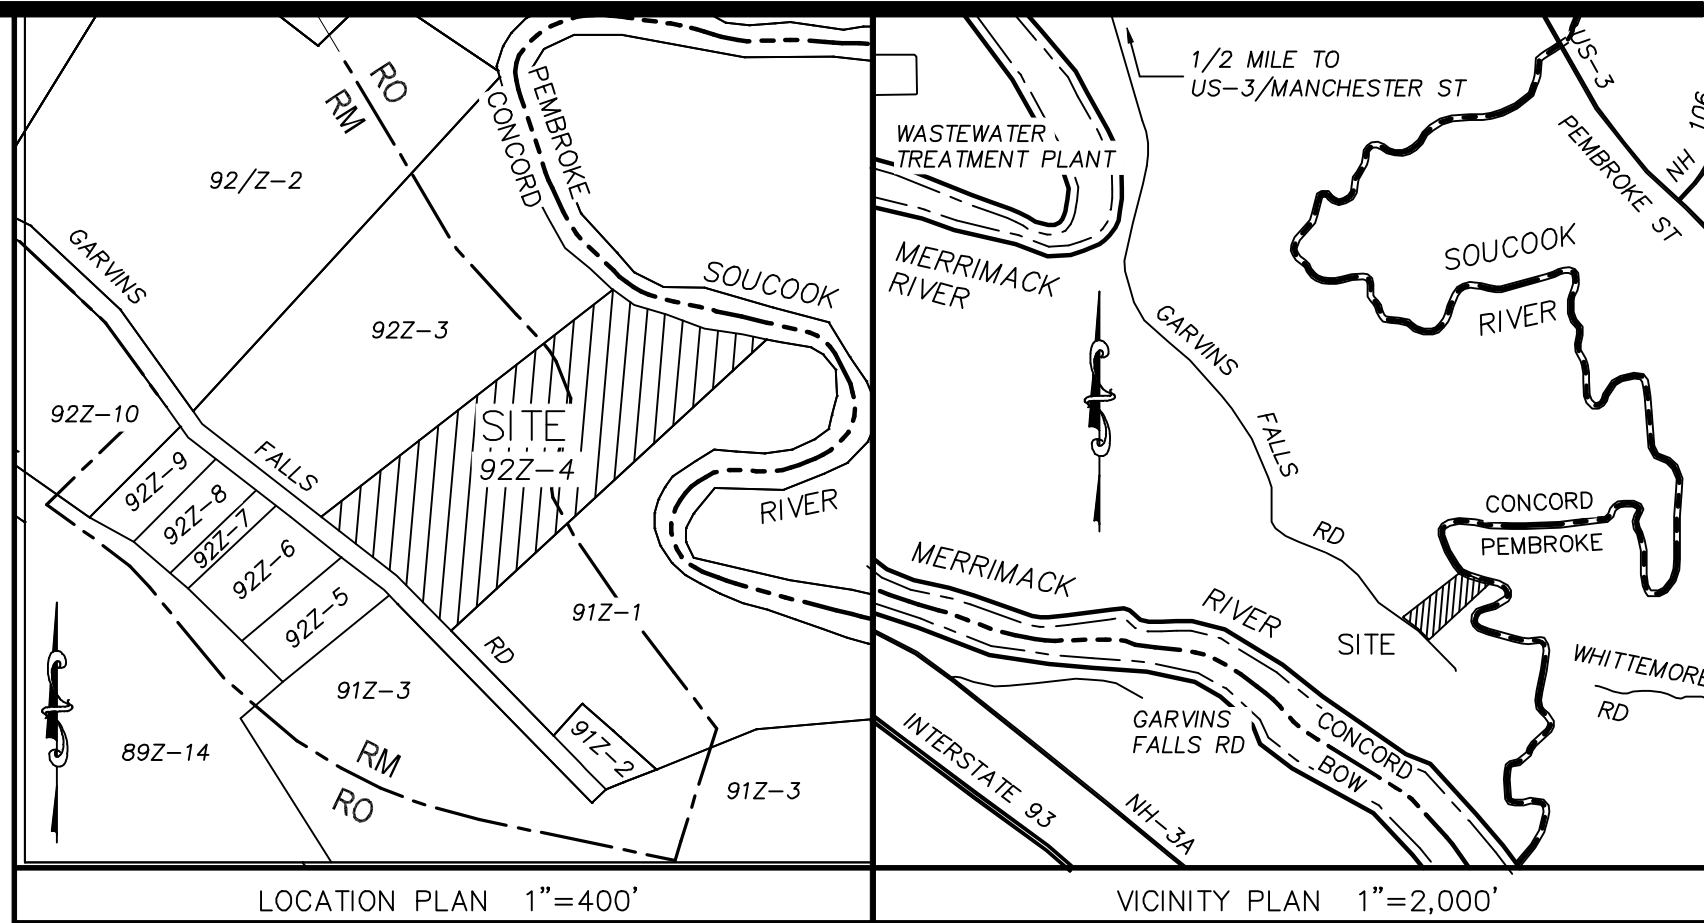 RO
RM
PEMBROKE
CONCORD
92/Z-2
GARVINS
SOUCOOK
92Z-3
92Z-10
SITE
92Z-4
FALLS
92Z-9
92Z-8
92Z-7
92Z-6
92Z-5
RIVER
91Z-1
RD
91Z-3
91Z-2
89Z-14
RM
RO
91Z-3
LOCATION PLAN 1"=400'
1/2 MILE TO
US-3/MANCHESTER ST
US-3
NH 106
WASTEWATER
TREATMENT PLANT
PEMBROKE ST
MERRIMACK
RIVER
SOUCOOK
RIVER
GARVINS
FALLS
RD
CONCORD
PEMBROKE
MERRIMACK
RIVER
SITE
WHITTEMORE
RD
GARVINS
FALLS RD
CONCORD
BOW
INTERSTATE 93
NH-3A
VICINITY PLAN 1"=2,000'